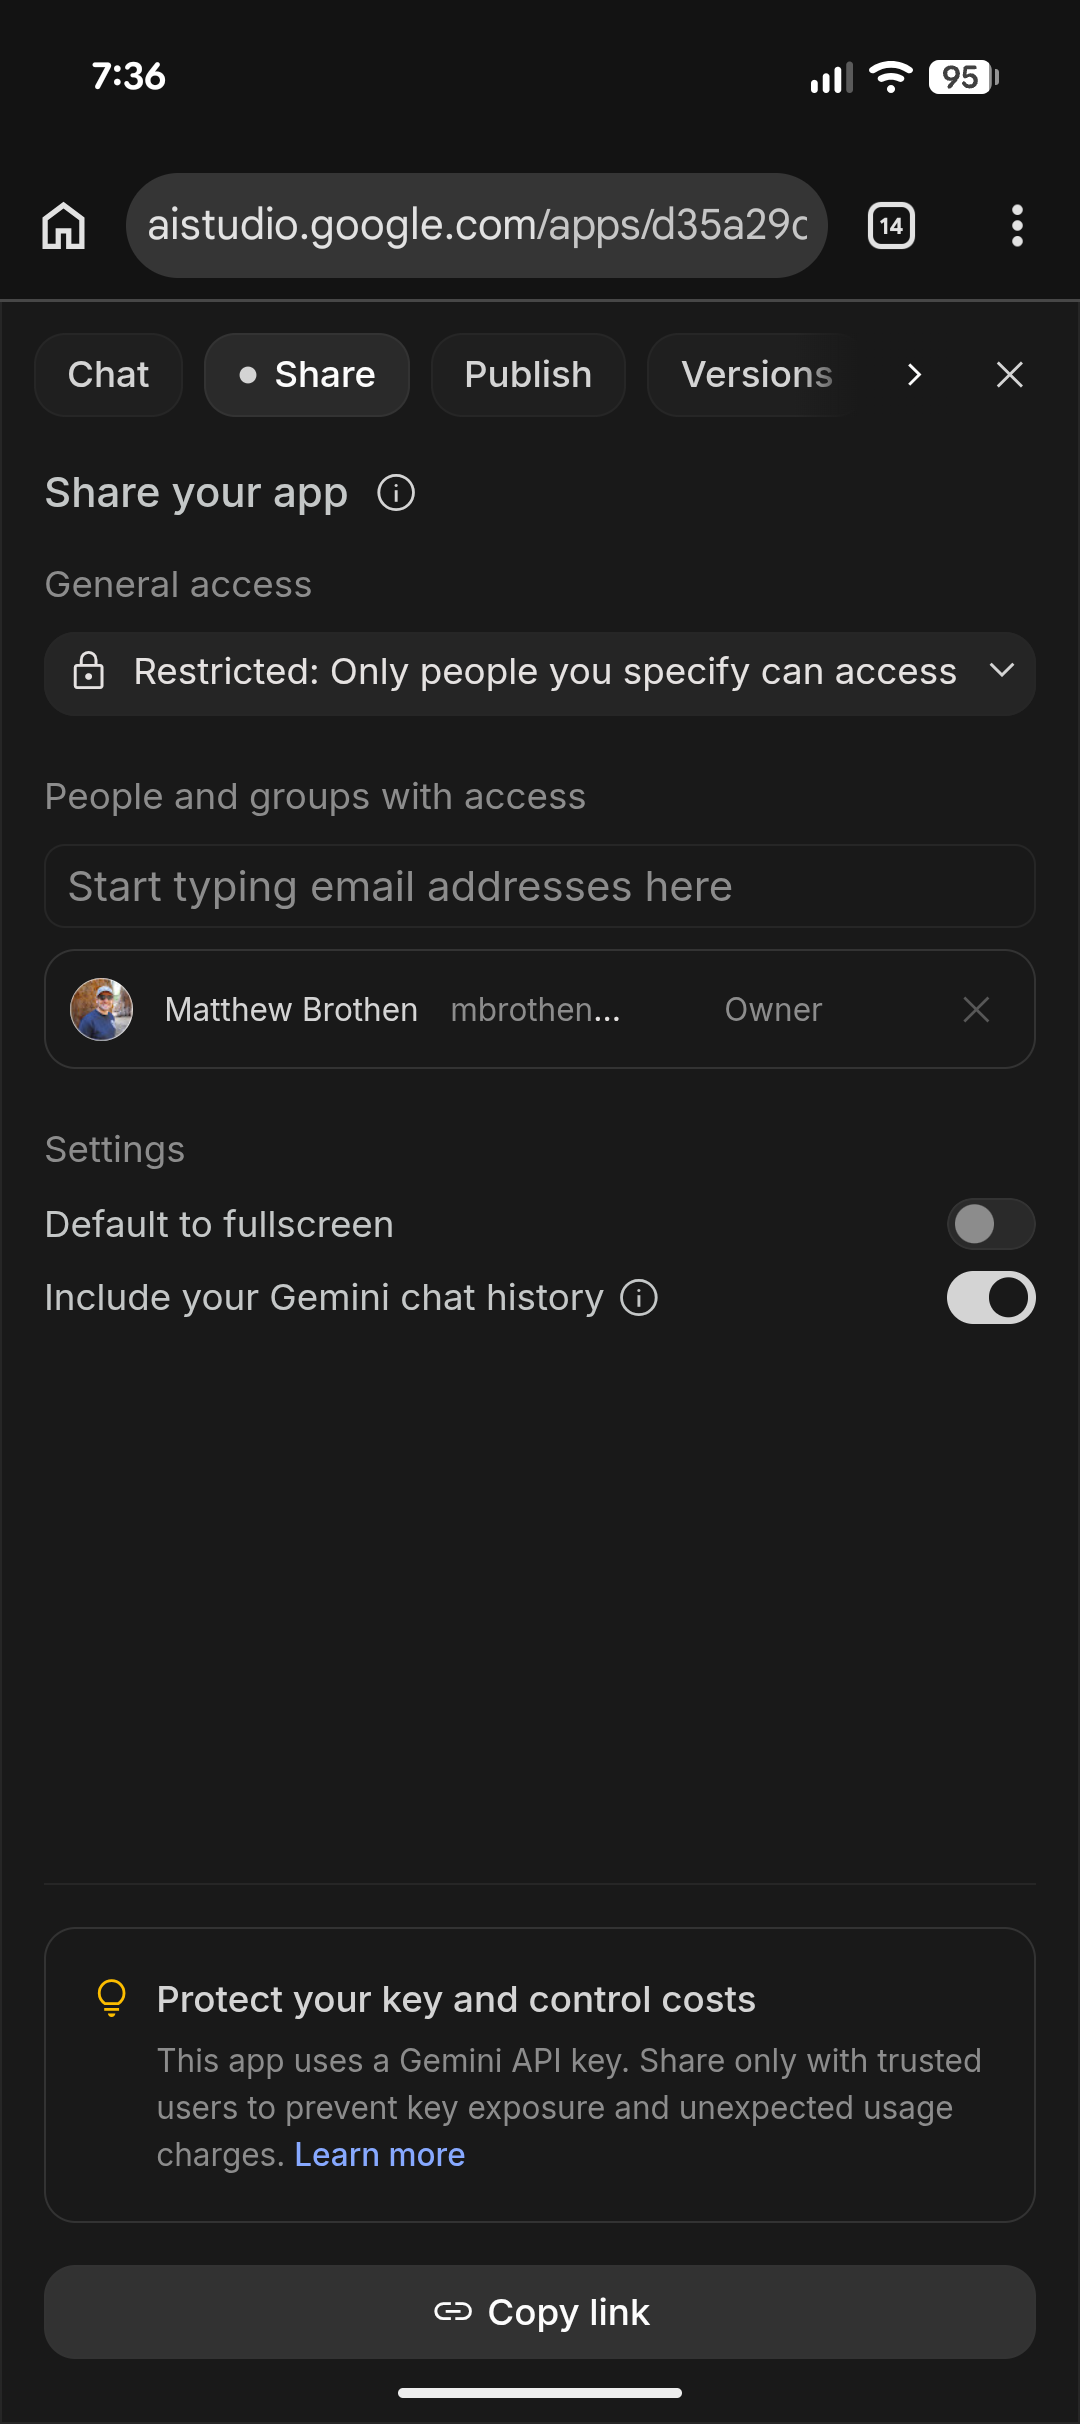 7:36
95
aistudio.google.com/apps/d35a29c
14
Chat
Share
Publish
Versions
Share your app
General access
Restricted: Only people you specify can access
People and groups with access
Start typing email addresses here
Matthew Brothen mbrothen... Owner
Settings
Default to fullscreen
Include your Gemini chat history
Protect your key and control costs
This app uses a Gemini API key. Share only with trusted
users to prevent key exposure and unexpected usage
charges. Learn more
Copy link